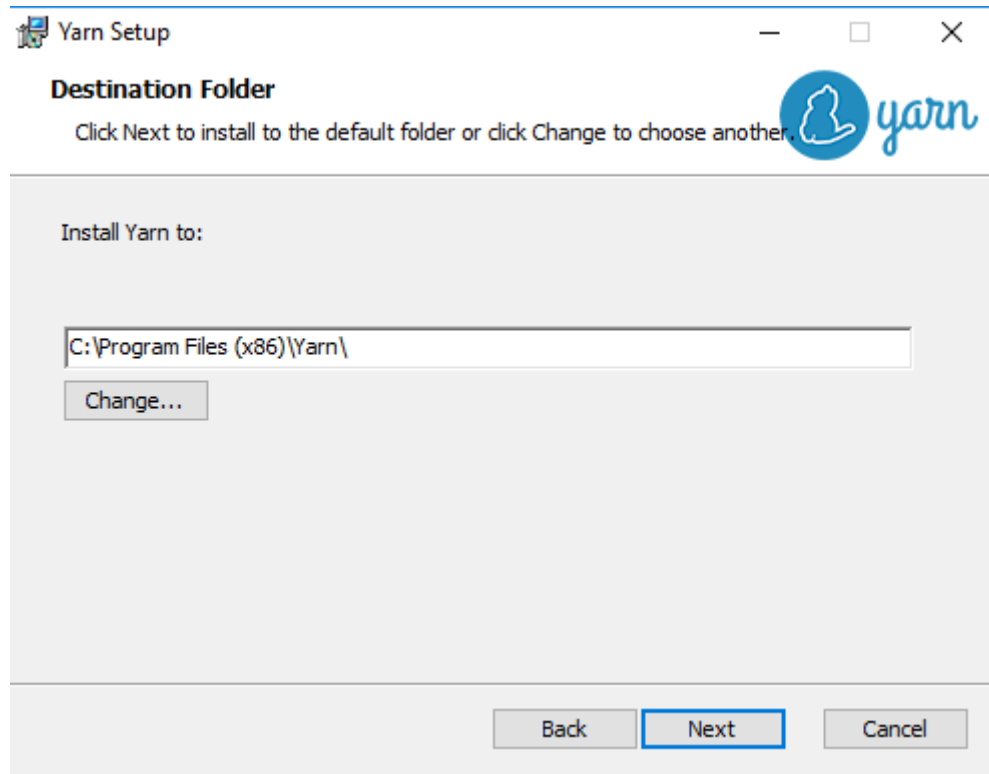 Yarn Setup
Destination Folder
Click Next to install to the default folder or click Change to choose another.
yarn
Install Yarn to:
C:\Program Files (x86)\Yarn\
Change...
Back Next Cancel